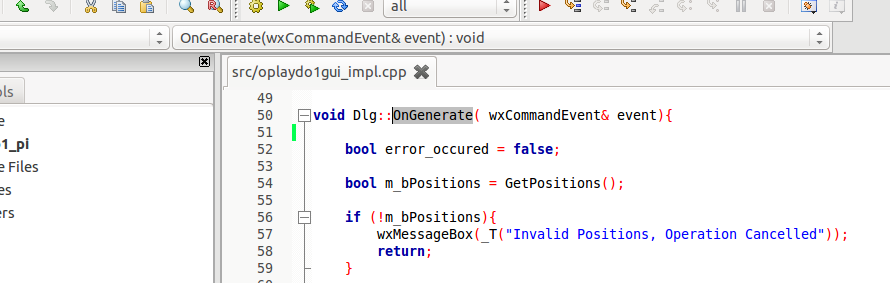 all
OnGenerate(wxCommandEvent& event) : void
ols
src/oplaydo1gui_impl.cpp
e
1_pi
e Files
es
ers
49
50 void Dlg::OnGenerate( wxCommandEvent& event){
51
52 bool error_occured = false;
53
54 bool m_bPositions = GetPositions();
55
56 if (!m_bPositions){
57 wxMessageBox(_T("Invalid Positions, Operation Cancelled"));
58 return;
59 }